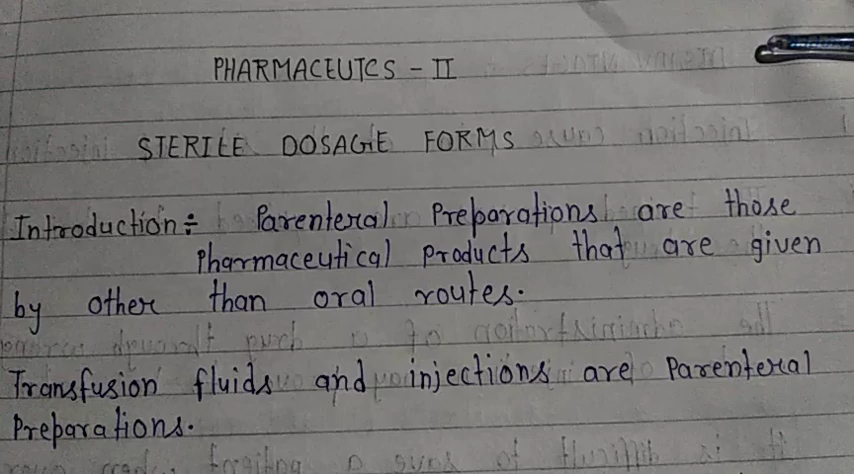 PHARMACEUTCS - II
STERILE DOSAGE FORMS
Introduction ÷ Parenteral Preparations are those
Pharmaceutical Products that are given
by other than oral routes.
Transfusion fluids and injections are Parenteral
Preparations.